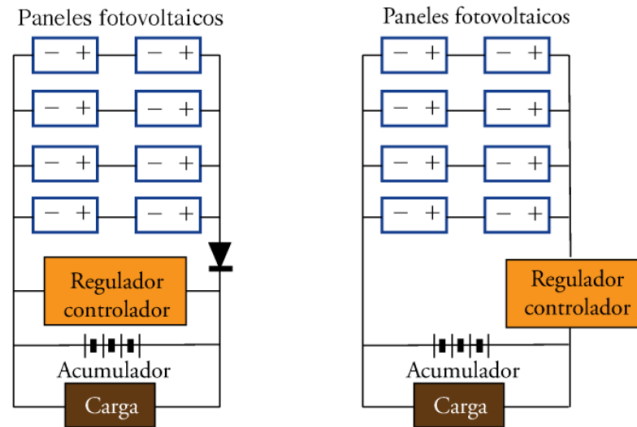 Paneles fotovoltaicos
− + − +
− + − +
− + − +
− + − +
Regulador
controlador
Acumulador
Carga
Paneles fotovoltaicos
− + − +
− + − +
− + − +
− + − +
Regulador
controlador
Acumulador
Carga